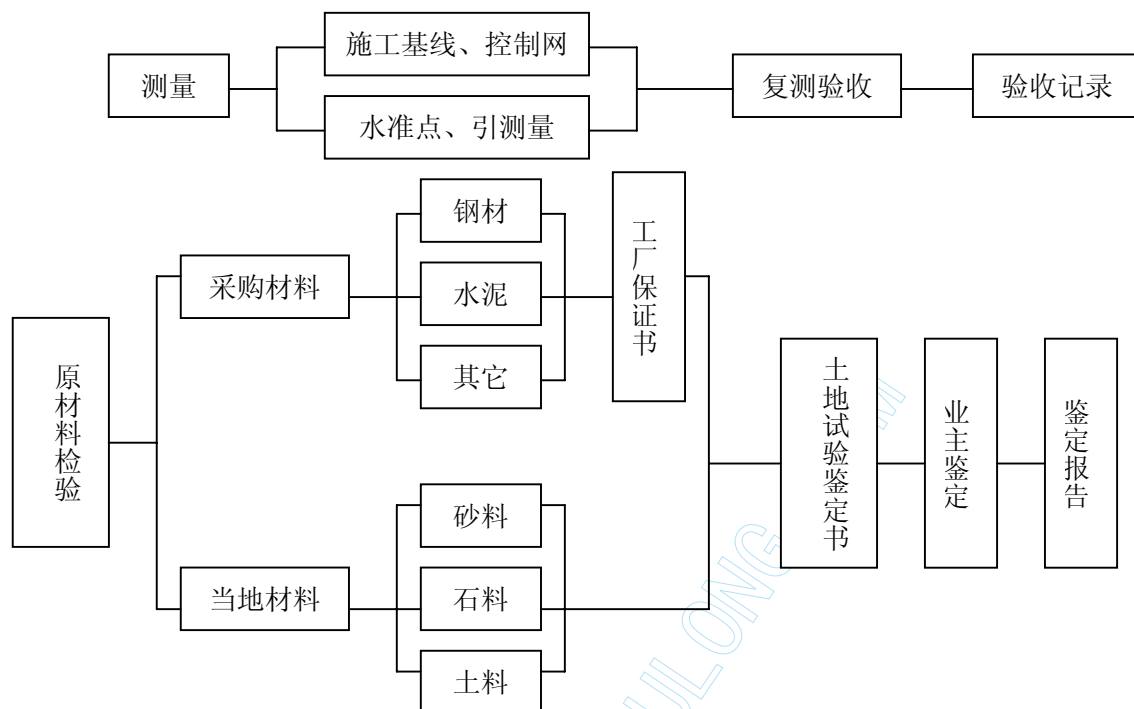 测量
施工基线、控制网
水准点、引测量
复测验收
验收记录
原材料检验
采购材料
当地材料
钢材
水泥
其它
砂料
石料
土料
工厂保证书
土地试验鉴定书
业主鉴定
鉴定报告